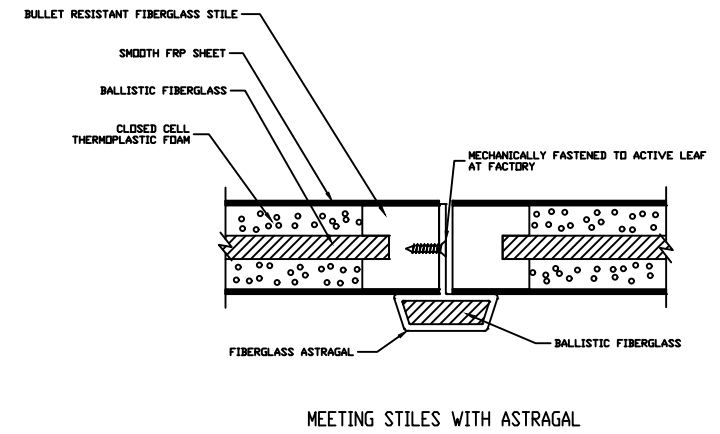 BULLET RESISTANT FIBERGLASS STILE
SMOOTH FRP SHEET
BALLISTIC FIBERGLASS
CLOSED CELL
THERMOPLASTIC FOAM
MECHANICALLY FASTENED TO ACTIVE LEAF
AT FACTORY
FIBERGLASS ASTRAGAL
BALLISTIC FIBERGLASS
MEETING STILES WITH ASTRAGAL